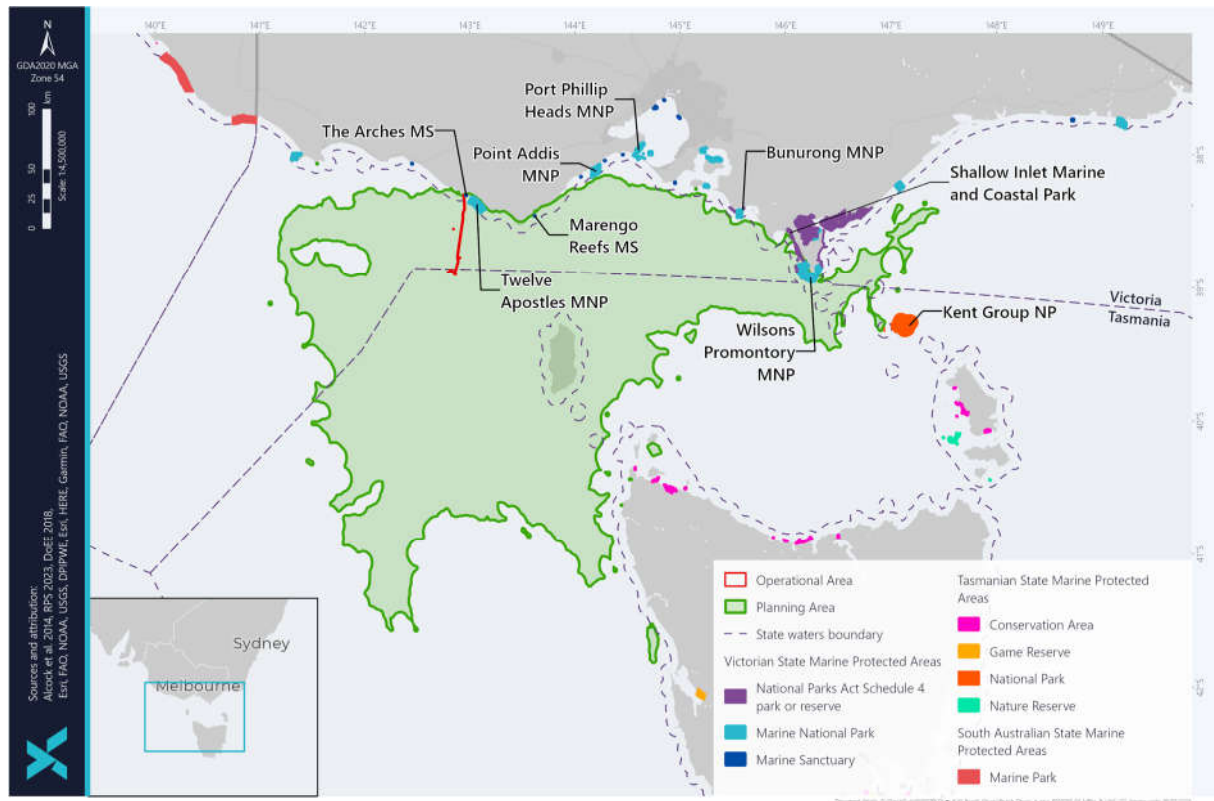 N
GDA2020 MGA
Zone 54
km
100
50
25
0
Scale: 1:4,500,000
Sources and attribution:
Alcock et al. 2014, RPS 2023, DoEE 2018,
Esri, FAO, NOAA, USGS, DPIPWE, Esri, HERE, Garmin, FAO, NOAA, USGS
140°E
141°E
142°E
143°E
144°E
145°E
146°E
147°E
148°E
149°E
38°S
39°S
40°S
41°S
42°S
Port Phillip
Heads MNP
The Arches MS
Point Addis
MNP
Bunurong MNP
Shallow Inlet Marine
and Coastal Park
Marengo
Reefs MS
Twelve
Apostles MNP
Victoria
Tasmania
Kent Group NP
Wilsons
Promontory
MNP
Sydney
Melbourne
Operational Area
Planning Area
State waters boundary
Victorian State Marine Protected Areas
National Parks Act Schedule 4
park or reserve
Marine National Park
Marine Sanctuary
Tasmanian State Marine Protected
Areas
Conservation Area
Game Reserve
National Park
Nature Reserve
South Australian State Marine
Protected Areas
Marine Park